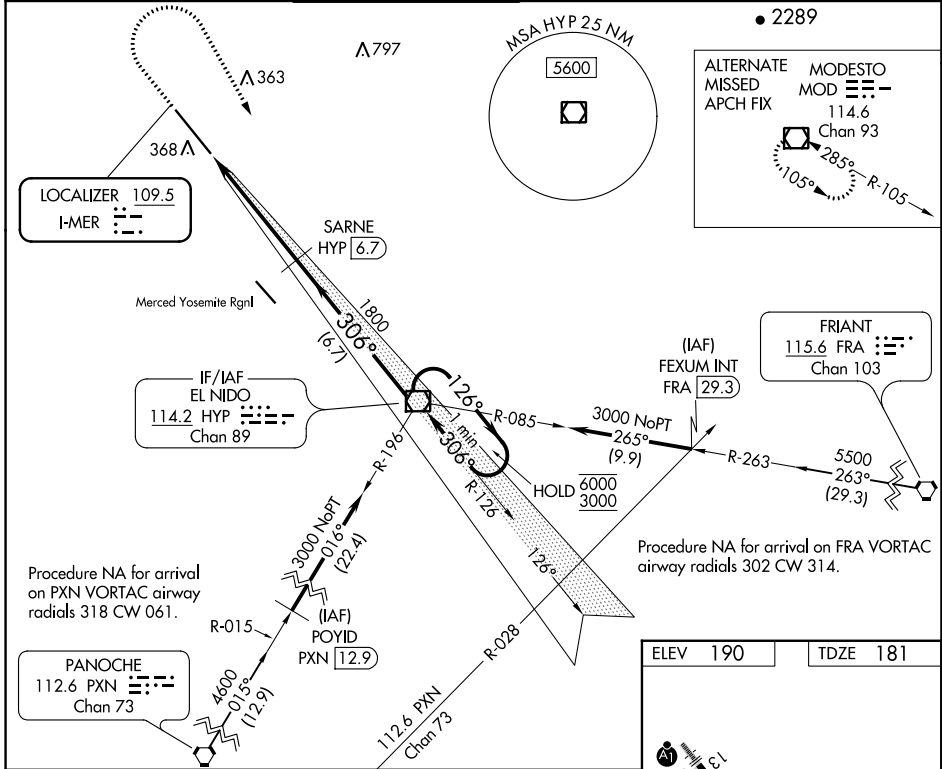 MSA HYP 25 NM
5600
2289
797
363
368
ALTERNATE
MISSED
APCH FIX
MODESTO
MOD
114.6
Chan 93
285°
R-105
105°
LOCALIZER 109.5
I-MER
SARNE
HYP 6.7
Merced Yosemite Rgnl
1800
306°
(6.7)
IF/IAF
EL NIDO
114.2 HYP
Chan 89
126°
1 min
306°
R-126
126°
HOLD 6000
3000
R-085
3000 NoPT
265°
(9.9)
(IAF)
FEXUM INT
FRA 29.3
FRIANT
115.6 FRA
Chan 103
R-263
5500
263°
(29.3)
Procedure NA for arrival on FRA VORTAC
airway radials 302 CW 314.
R-196
3000 NoPT
016°
(22.4)
Procedure NA for arrival
on PXN VORTAC airway
radials 318 CW 061.
R-015
(IAF)
POYID
PXN 12.9
PANOCHE
112.6 PXN
Chan 73
4600
015°
(12.9)
R-028
112.6 PXN
Chan 73
ELEV 190
TDZE 181
A1
13